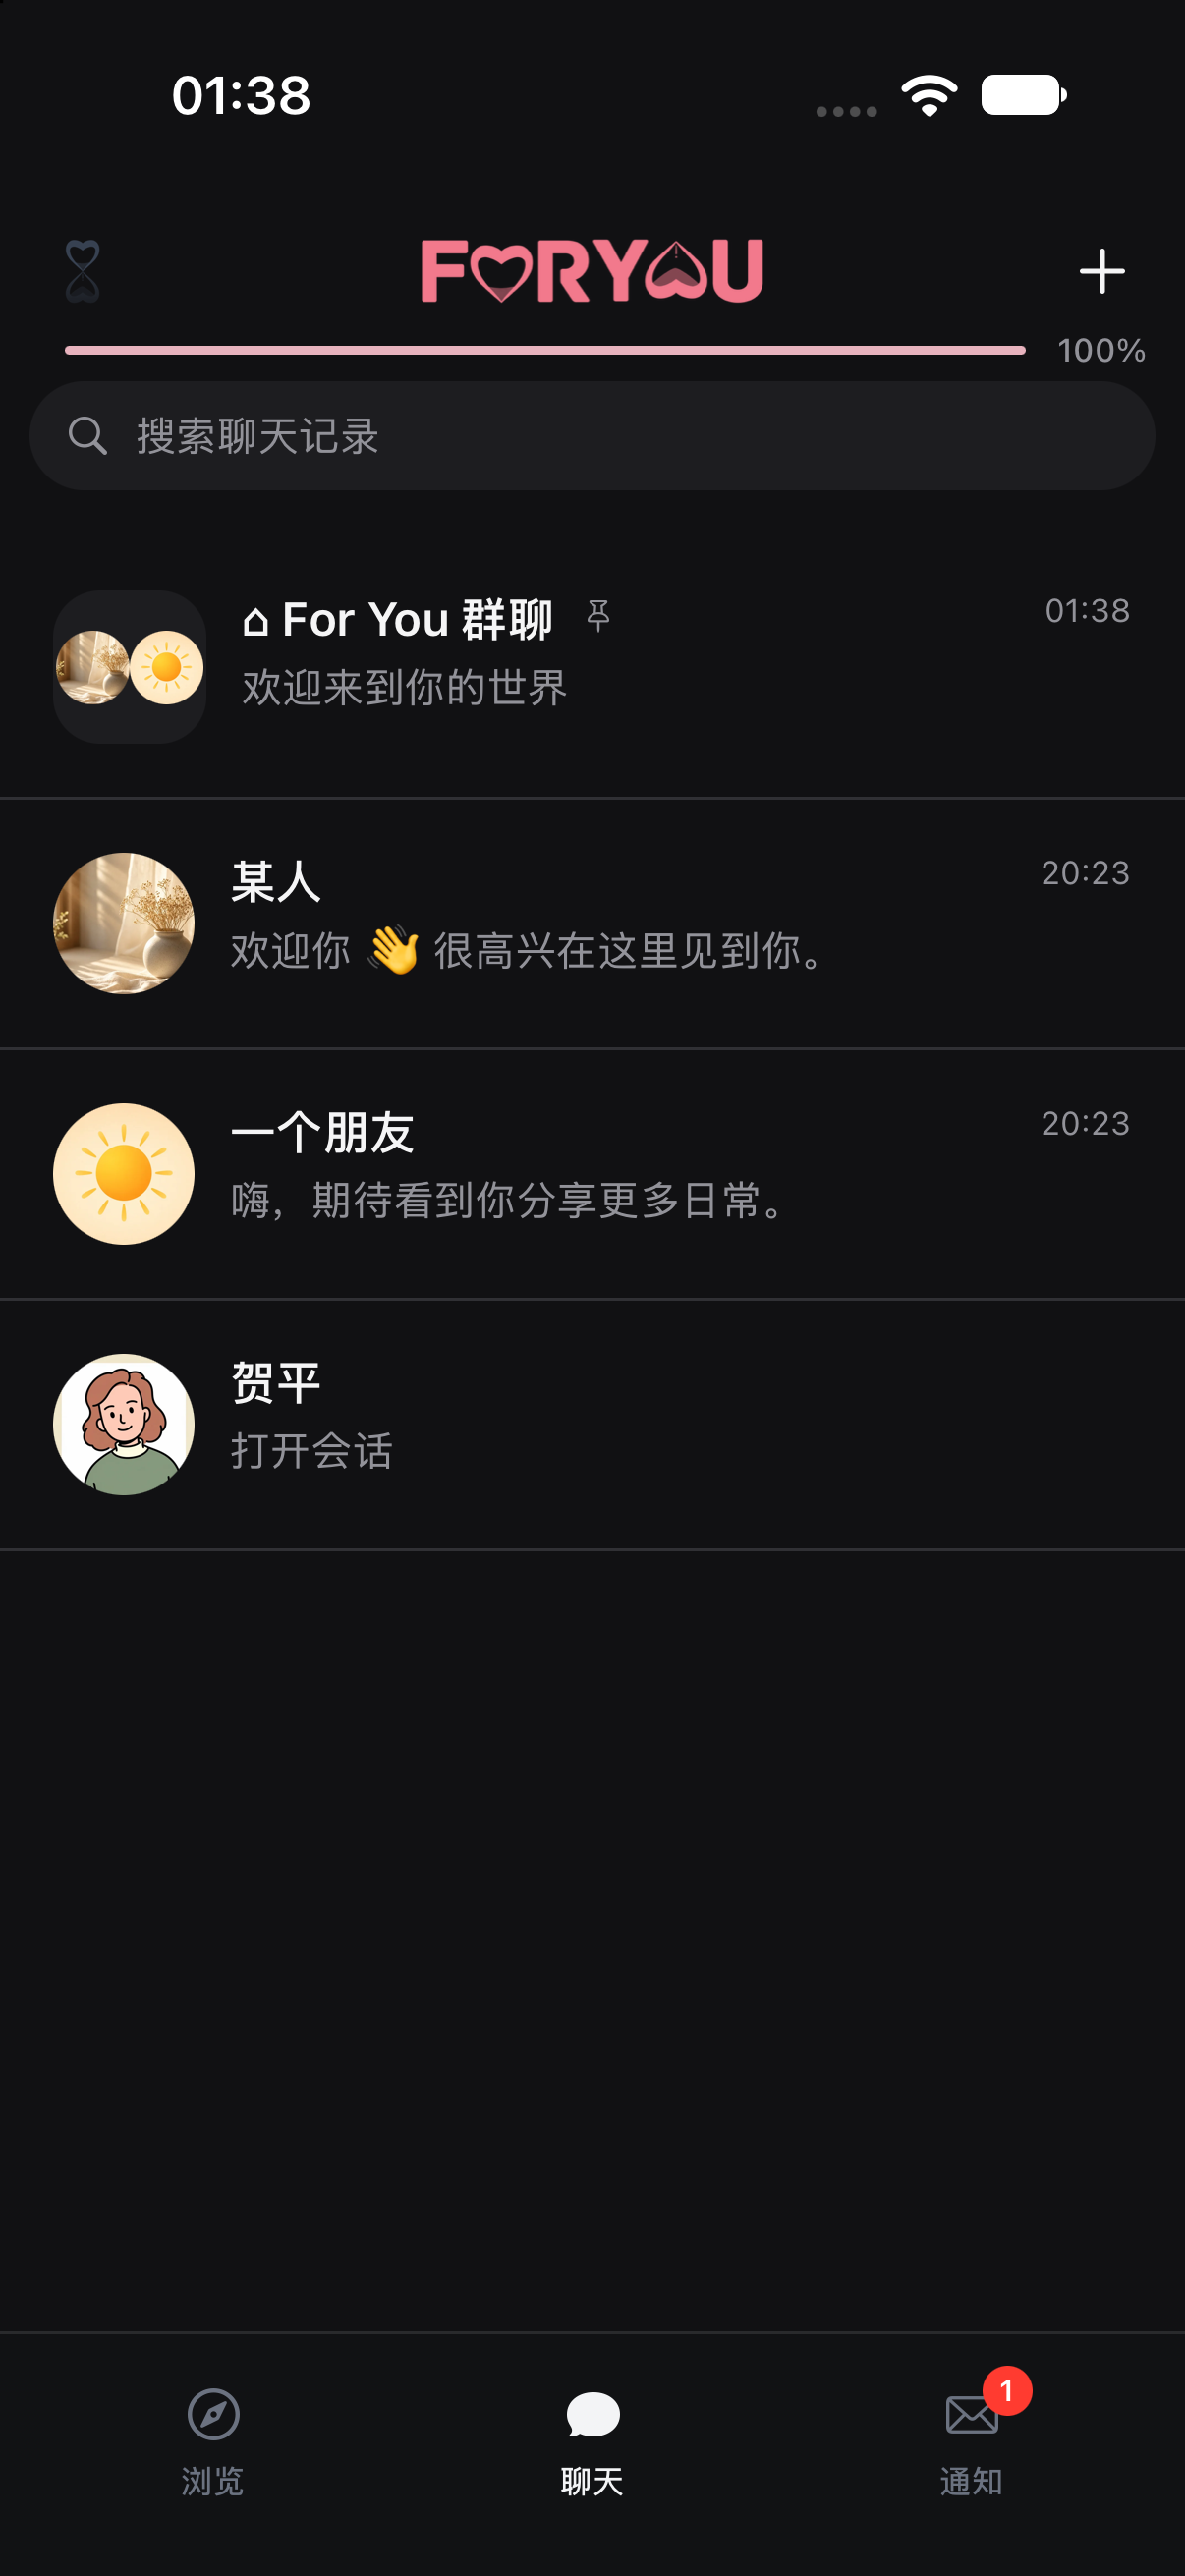 01:38
FORYOU
100%
搜索聊天记录
For You 群聊
01:38
欢迎来到你的世界
某人
20:23
欢迎你 👋 很高兴在这里见到你。
一个朋友
20:23
嗨，期待看到你分享更多日常。
贺平
打开会话
1
浏览
聊天
通知